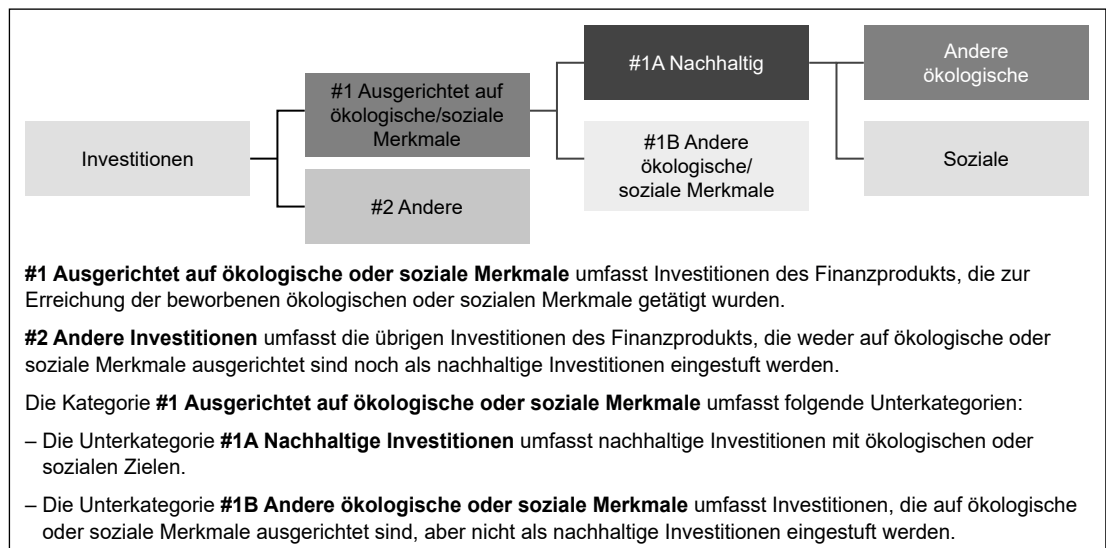 Investitionen
#1 Ausgerichtet auf
ökologische/soziale
Merkmale
#2 Andere
#1A Nachhaltig
#1B Andere
ökologische/
soziale Merkmale
Andere
ökologische
Soziale
#1 Ausgerichtet auf ökologische oder soziale Merkmale umfasst Investitionen des Finanzprodukts, die zur
Erreichung der beworbenen ökologischen oder sozialen Merkmale getätigt wurden.
#2 Andere Investitionen umfasst die übrigen Investitionen des Finanzprodukts, die weder auf ökologische oder
soziale Merkmale ausgerichtet sind noch als nachhaltige Investitionen eingestuft werden.
Die Kategorie #1 Ausgerichtet auf ökologische oder soziale Merkmale umfasst folgende Unterkategorien:
– Die Unterkategorie #1A Nachhaltige Investitionen umfasst nachhaltige Investitionen mit ökologischen oder
sozialen Zielen.
– Die Unterkategorie #1B Andere ökologische oder soziale Merkmale umfasst Investitionen, die auf ökologische
oder soziale Merkmale ausgerichtet sind, aber nicht als nachhaltige Investitionen eingestuft werden.